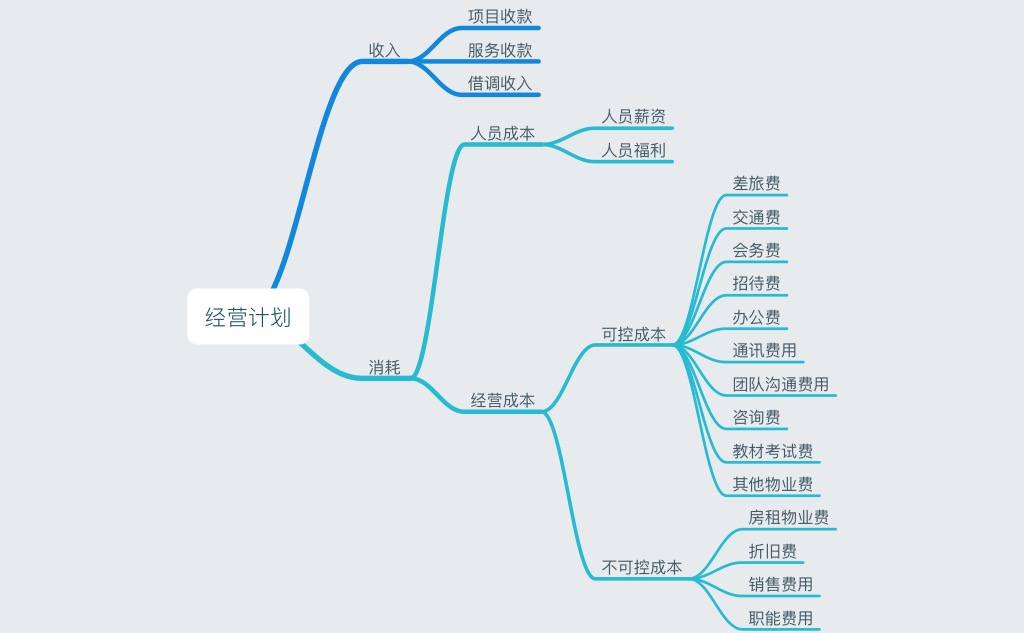 经营计划
收入
项目收款
服务收款
借调收入
消耗
人员成本
人员薪资
人员福利
经营成本
可控成本
差旅费
交通费
会务费
招待费
办公费
通讯费用
团队沟通费用
咨询费
教材考试费
其他物业费
不可控成本
房租物业费
折旧费
销售费用
职能费用